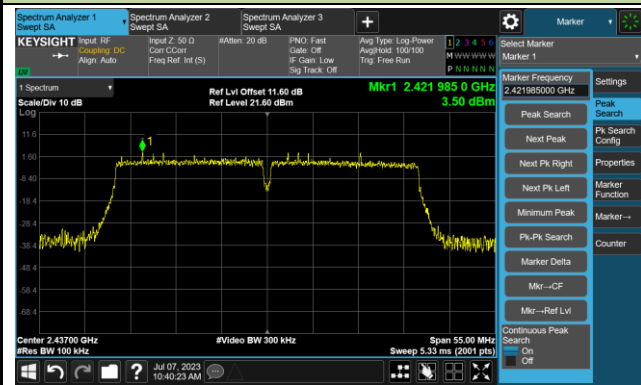 Spectrum Analyzer 1
Swept SA
Spectrum Analyzer 2
Swept SA
Spectrum Analyzer 3
Swept SA
+
Marker
KEYSIGHT
Input: RF
Coupling: DC
Align: Auto
Input Z: 50 Ω
Corr CCorr
Freq Ref: Int (S)
#Atten: 20 dB
PNO: Fast
Gate: Off
IF Gain: Low
Sig Track: Off
Avg Type: Log-Power
Avg|Hold: 100/100
Trig: Free Run
1 2 3 4 5 6
M W W W W W
P N N N N N
Select Marker
Marker 1
1 Spectrum
Scale/Div 10 dB
Log
Ref Lvl Offset 11.60 dB
Ref Level 21.60 dBm
Mkr1 2.421 985 0 GHz
3.50 dBm
11.6
1.60
-8.40
-18.4
-28.4
-38.4
-48.4
-58.4
-68.4
1
Center 2.43700 GHz
#Res BW 100 kHz
#Video BW 300 kHz
Span 55.00 MHz
Sweep 5.33 ms (2001 pts)
Marker Frequency
2.421985000 GHz
Peak Search
Next Peak
Next Pk Right
Next Pk Left
Minimum Peak
Pk-Pk Search
Marker Delta
Mkr→CF
Mkr→Ref Lvl
Continuous Peak
Search
On
Off
Settings
Peak
Search
Pk Search
Config
Properties
Marker
Function
Marker→
Counter
?
Jul 07, 2023
10:40:23 AM